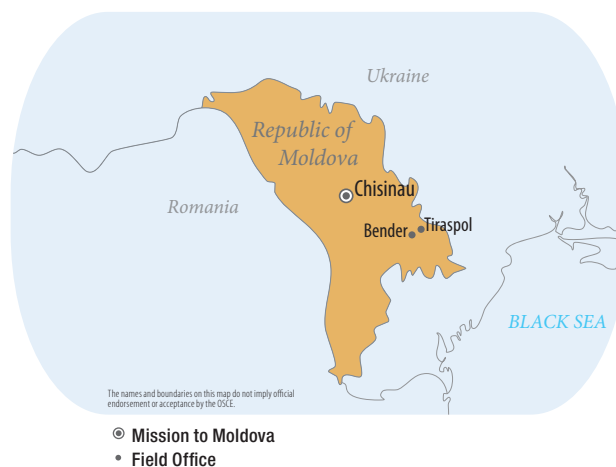 Ukraine
Republic of
Moldova
Chisinau
Romania
Tiraspol
Bender
BLACK SEA
The names and boundaries on this map do not imply official
endorsement or acceptance by the OSCE.
Mission to Moldova
Field Office